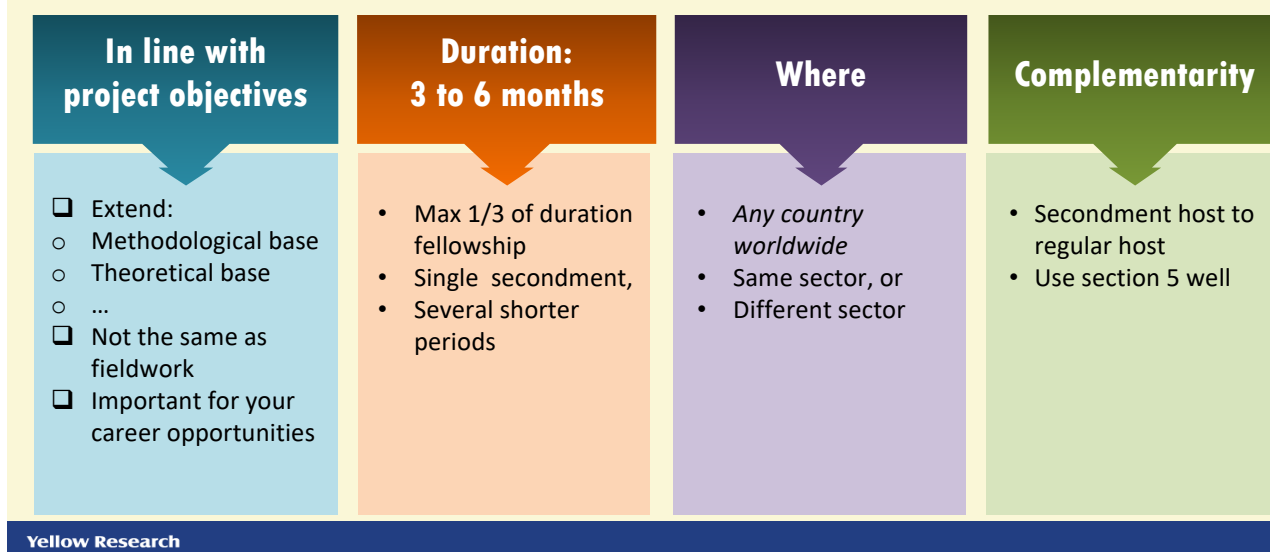 In line with
project objectives
❑ Extend:
o Methodological base
o Theoretical base
o ...
❑ Not the same as
fieldwork
❑ Important for your
career opportunities
Duration:
3 to 6 months
• Max 1/3 of duration
fellowship
• Single secondment,
• Several shorter
periods
Where
• Any country
worldwide
• Same sector, or
• Different sector
Complementarity
• Secondment host to
regular host
• Use section 5 well
Yellow Research